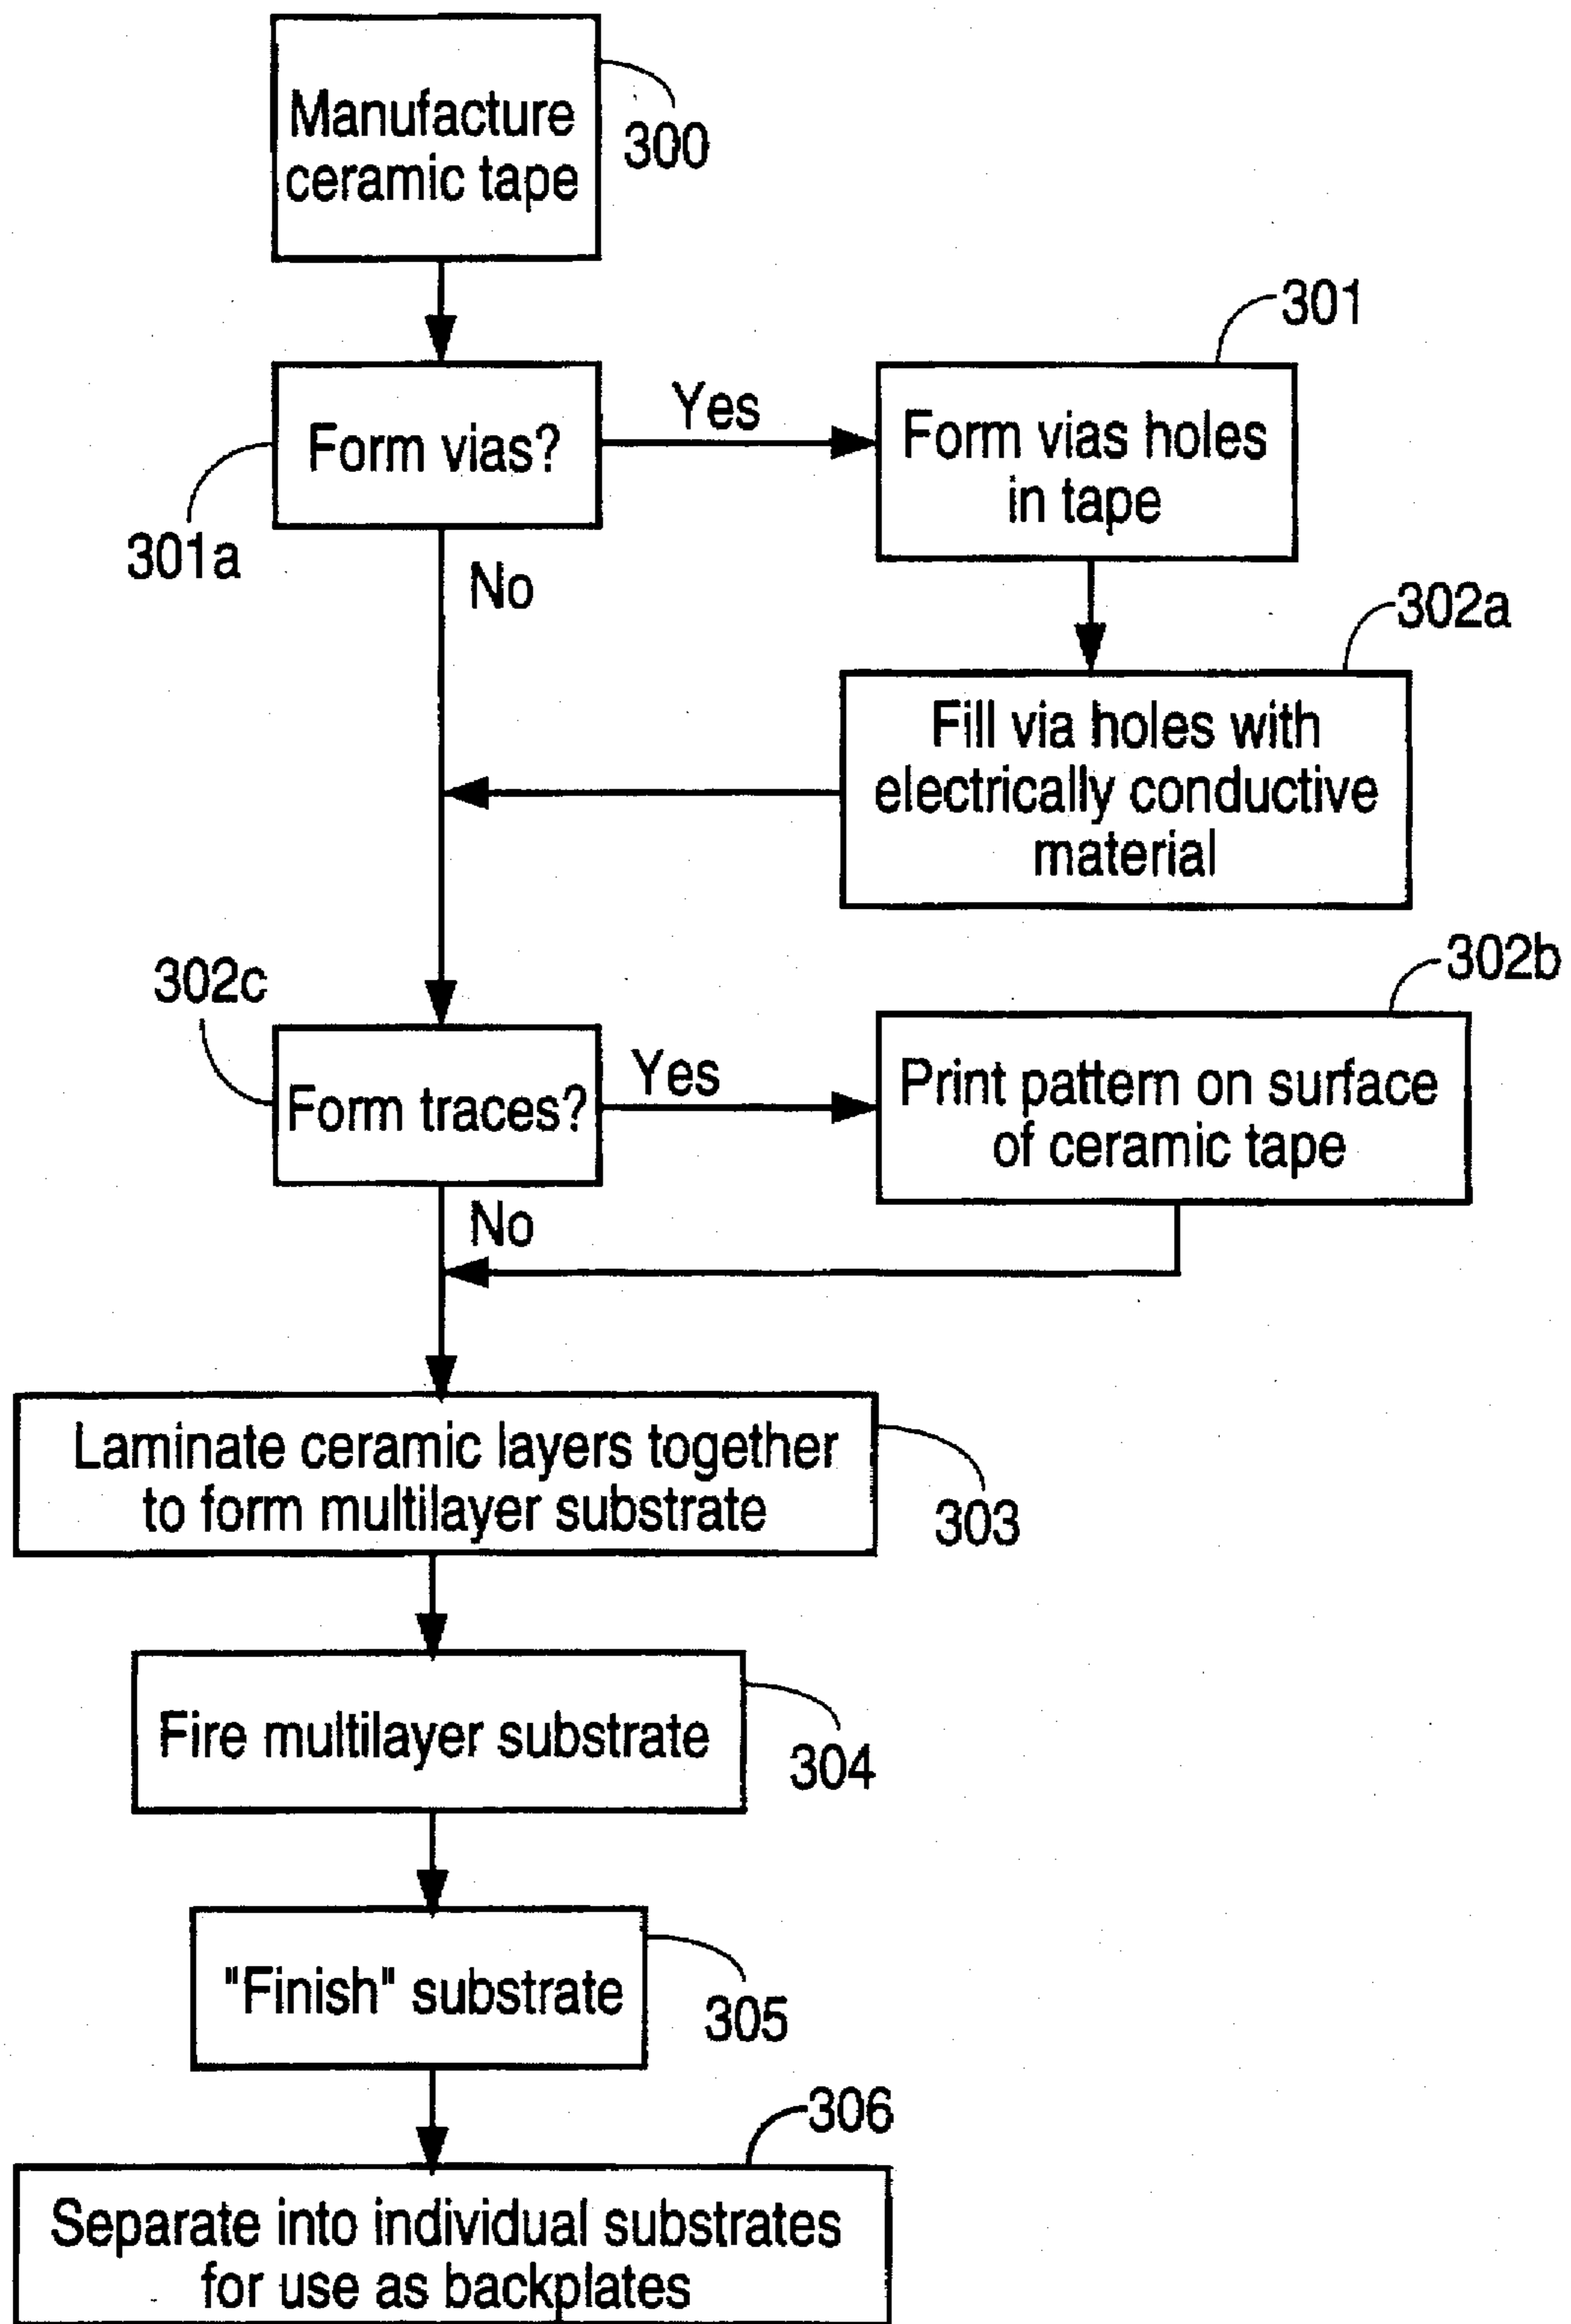 Manufacture
ceramic tape
300
Form vias?
301a
Yes
No
Form vias holes
in tape
301
Fill via holes with
electrically conductive
material
302a
302c
Form traces?
Yes
No
Print pattern on surface
of ceramic tape
302b
Laminate ceramic layers together
to form multilayer substrate
303
Fire multilayer substrate
304
"Finish" substrate
305
306
Separate into individual substrates
for use as backplates